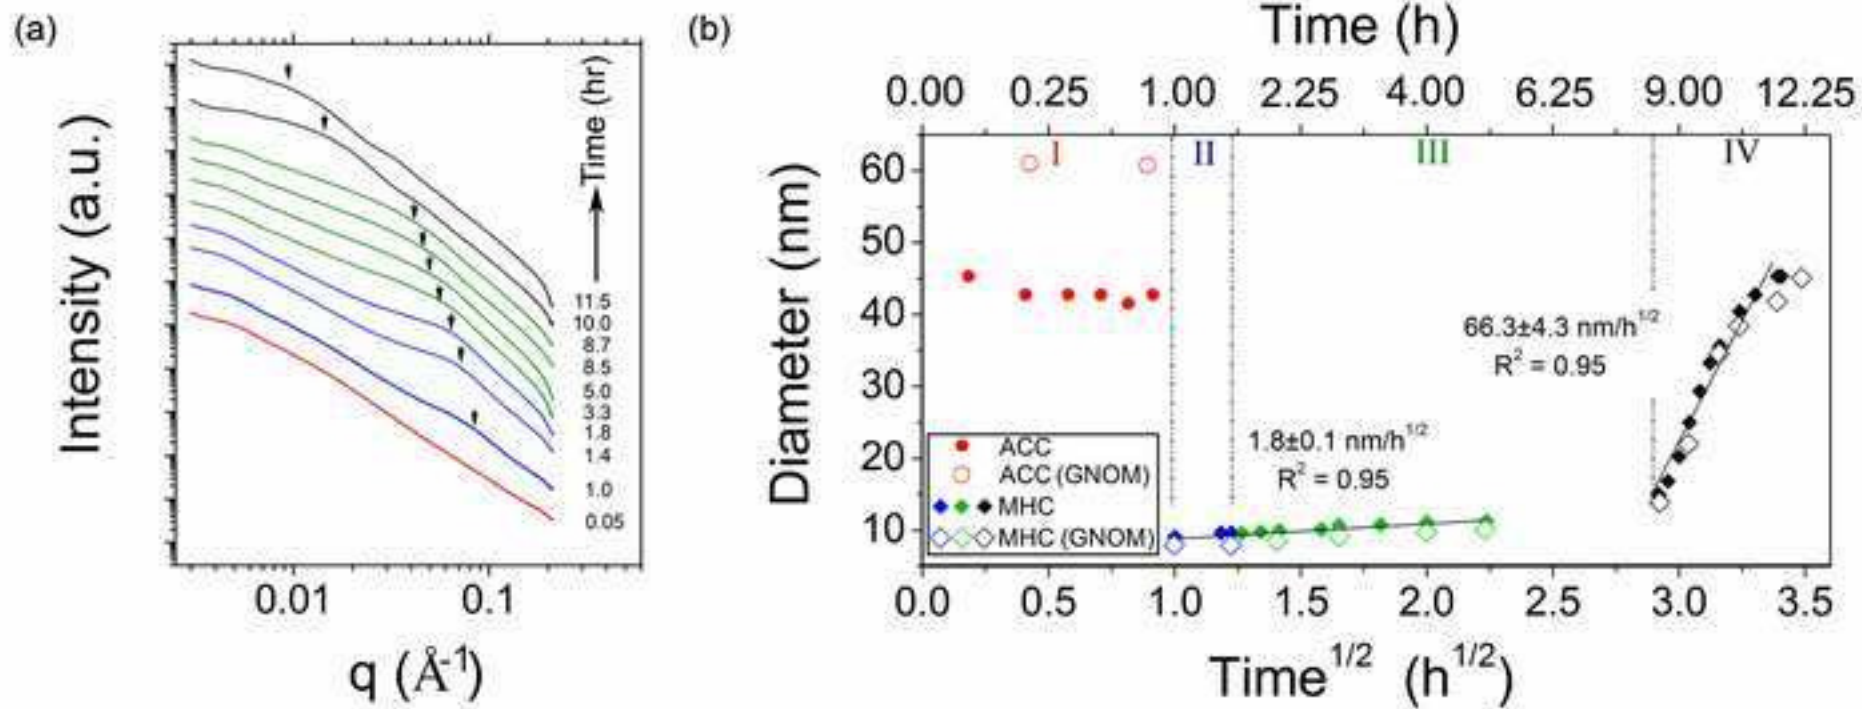 (a)
Intensity (a.u.)
Time (hr)
11.5
10.0
8.7
8.5
5.0
3.3
1.8
1.4
1.0
0.05
0.01 0.1
q (Å-1)
(b)
Time (h)
0.00 0.25 1.00 2.25 4.00 6.25 9.00 12.25
I II III IV
Diameter (nm)
60
50
40
30
20
10
66.3±4.3 nm/h1/2
R2 = 0.95
1.8±0.1 nm/h1/2
R2 = 0.95
ACC
ACC (GNOM)
MHC
MHC (GNOM)
0.0 0.5 1.0 1.5 2.0 2.5 3.0 3.5
Time1/2 (h1/2)